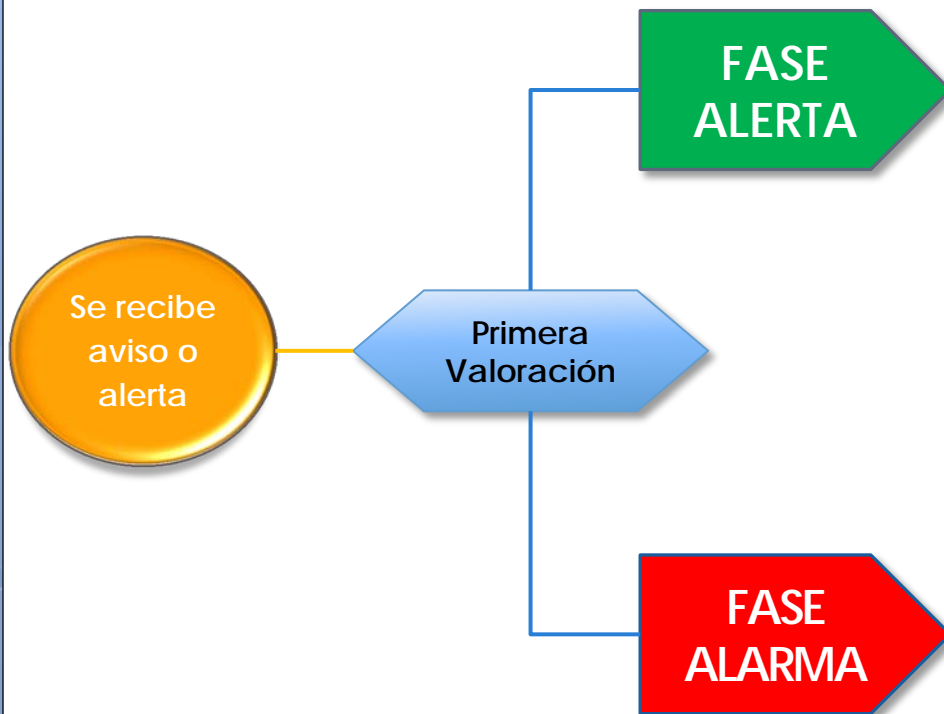 FASE
ALERTA
Se recibe
aviso o
alerta
Primera
Valoración
FASE
ALARMA